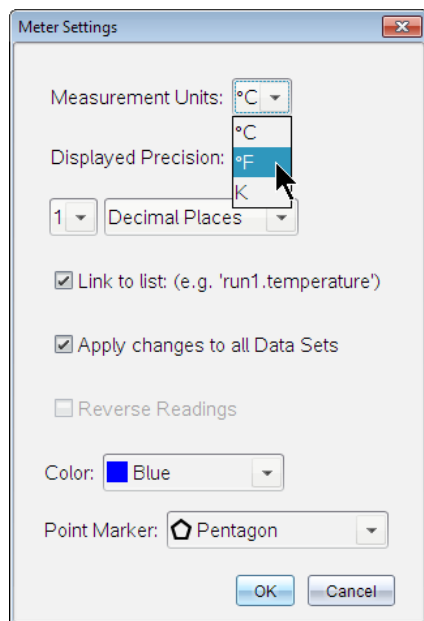 Meter Settings
Measurement Units: °C
°C
Displayed Precision:
°F
K
1 Decimal Places
Link to list: (e.g. 'run1.temperature')
Apply changes to all Data Sets
Reverse Readings
Color: Blue
Point Marker: Pentagon
OK Cancel